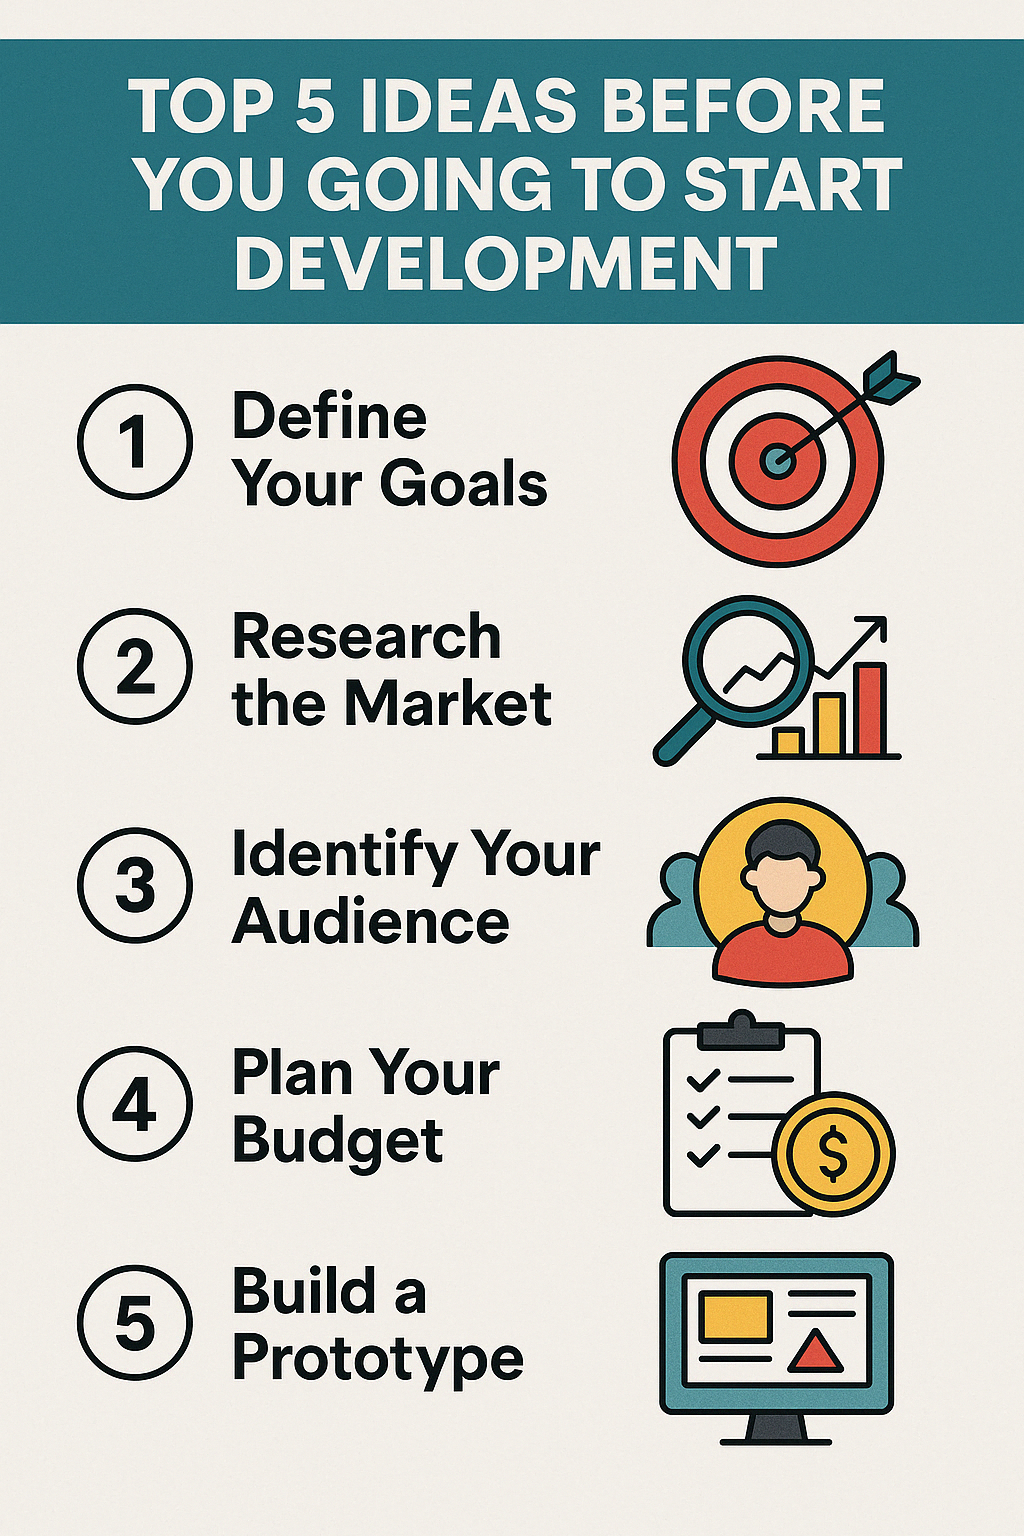 TOP 5 IDEAS BEFORE
YOU GOING TO START
DEVELOPMENT
1
Define
Your Goals
2
Research
the Market
3
Identify Your
Audience
4
Plan Your
Budget
$
5
Build a
Prototype